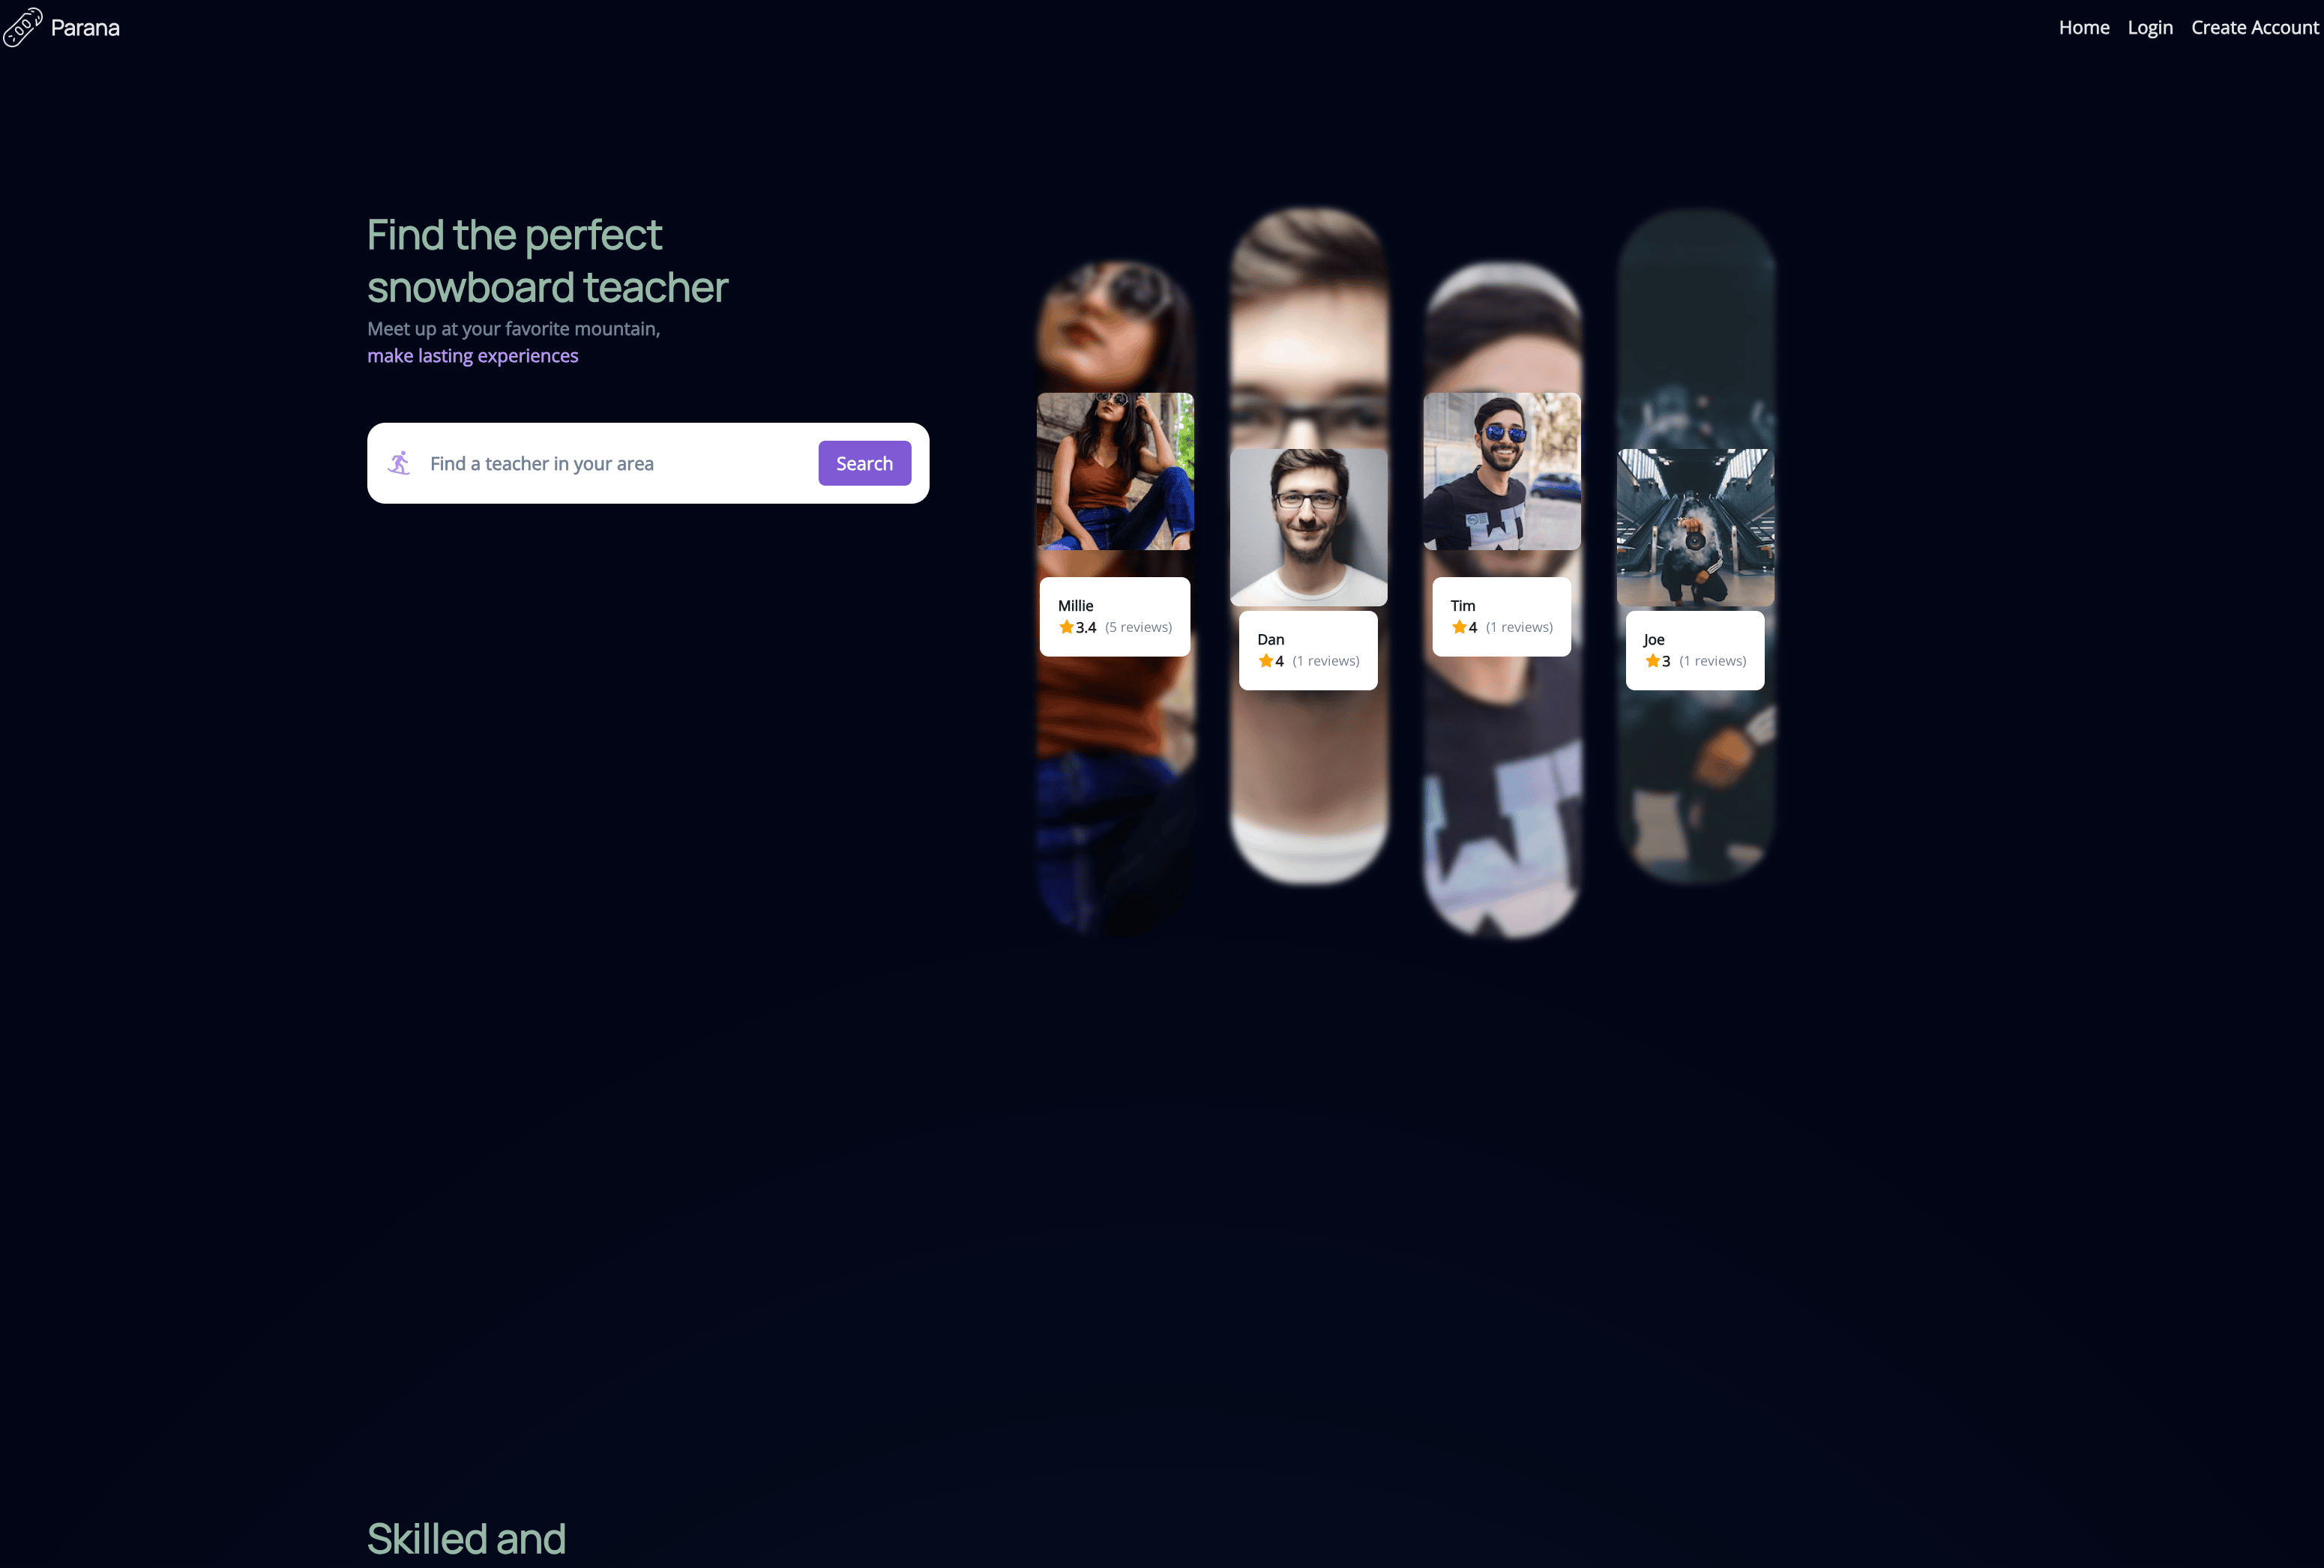 Parana
Home Login Create Account
Find the perfect
snowboard teacher
Meet up at your favorite mountain,
make lasting experiences
Find a teacher in your area
Search
Millie
3.4 (5 reviews)
Dan
4 (1 reviews)
Tim
4 (1 reviews)
Joe
3 (1 reviews)
Skilled and